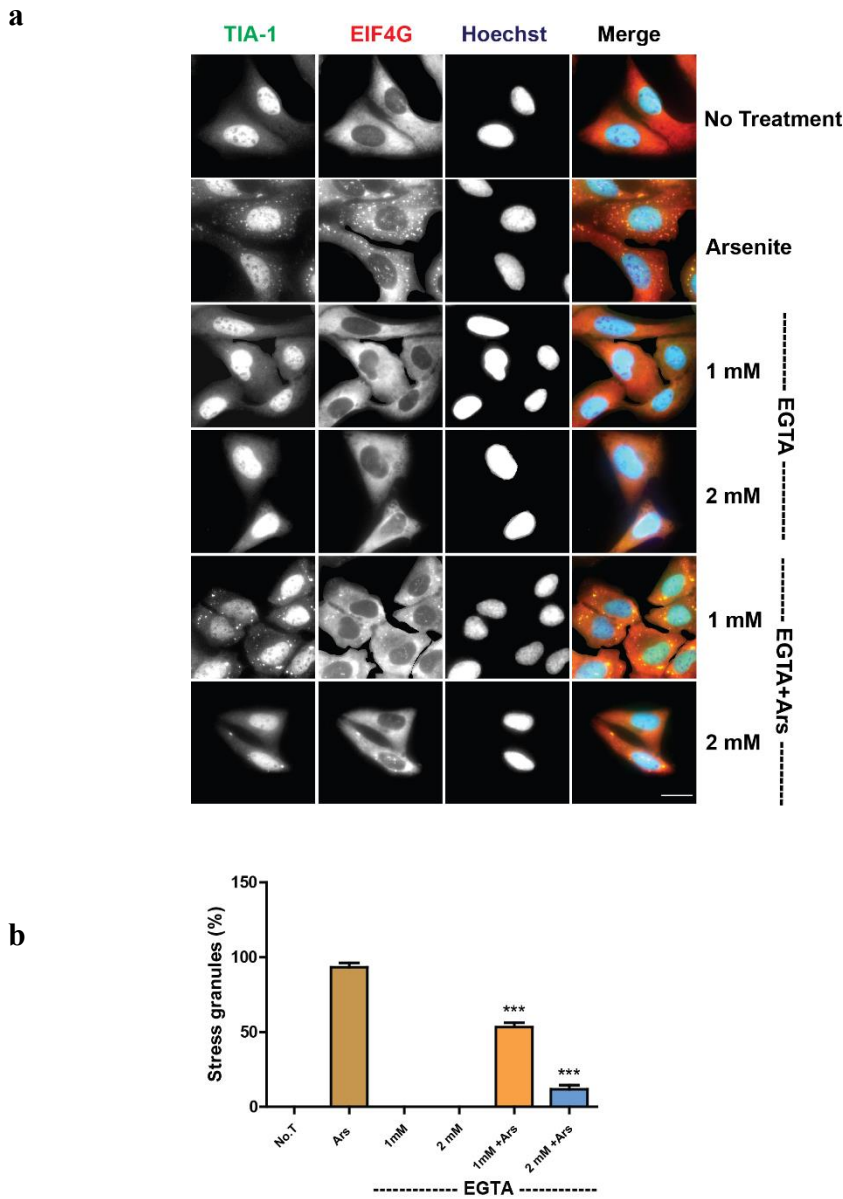 a
TIA-1 EIF4G Hoechst Merge
No Treatment
Arsenite
1 mM
2 mM
---------- EGTA ----------
1 mM
2 mM
-------- EGTA+Ars --------
b
Stress granules (%)
150
100
50
0
***
***
No.T Ars 1mM 2 mM 1mM +Ars 2 mM +Ars
------------- EGTA -------------